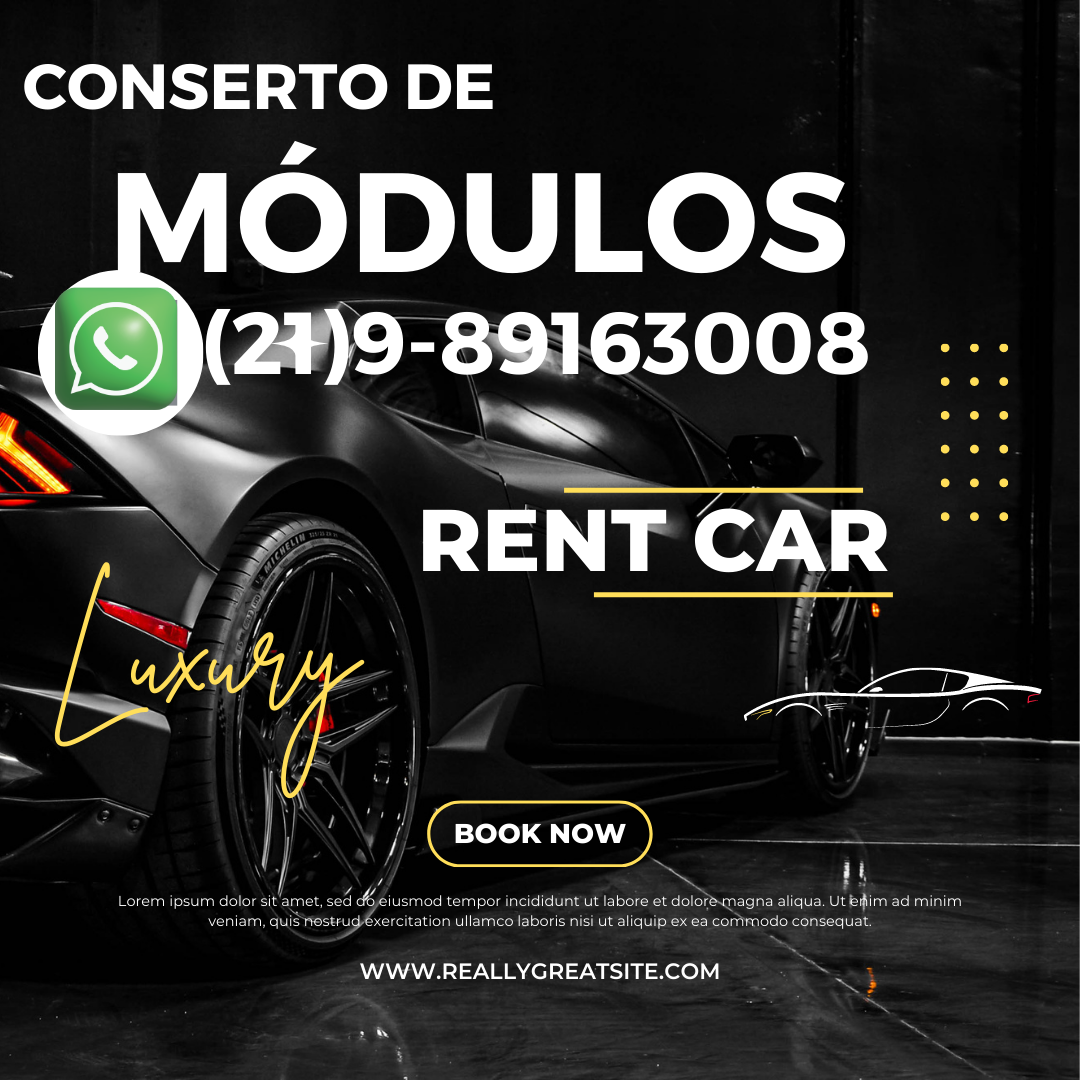 CONSERTO DE
MÓDULOS
(21)9-89163008
RENT CAR
Luxury
MICHELIN
BOOK NOW
Lorem ipsum dolor sit amet, sed do eiusmod tempor incididunt ut labore et dolore magna aliqua. Ut enim ad minim
veniam, quis nostrud exercitation ullamco laboris nisi ut aliquip ex ea commodo consequat.
WWW.REALLYGREATSITE.COM